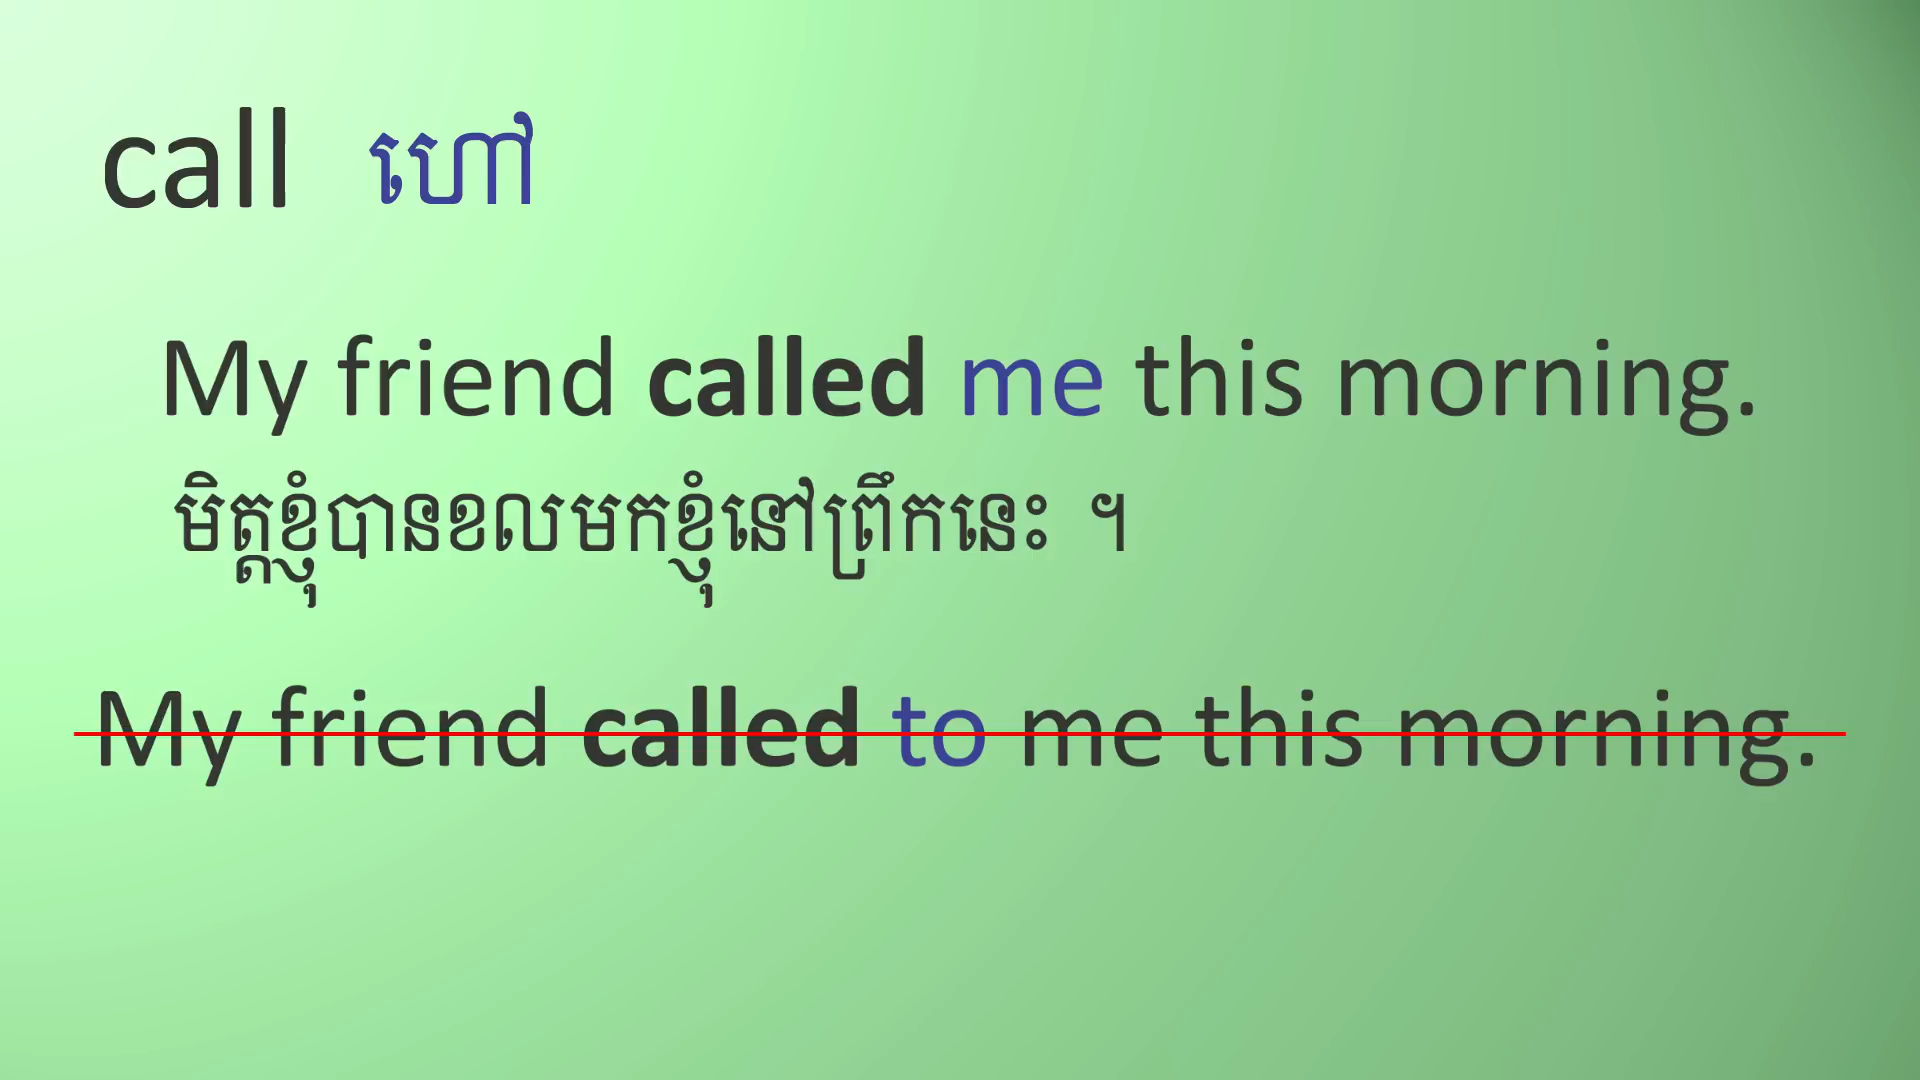 call ហៅ
My friend called me this morning.
មិត្តខ្ញុំបានខលមកខ្ញុំនៅព្រឹកនេះ ។
My friend called to me this morning.